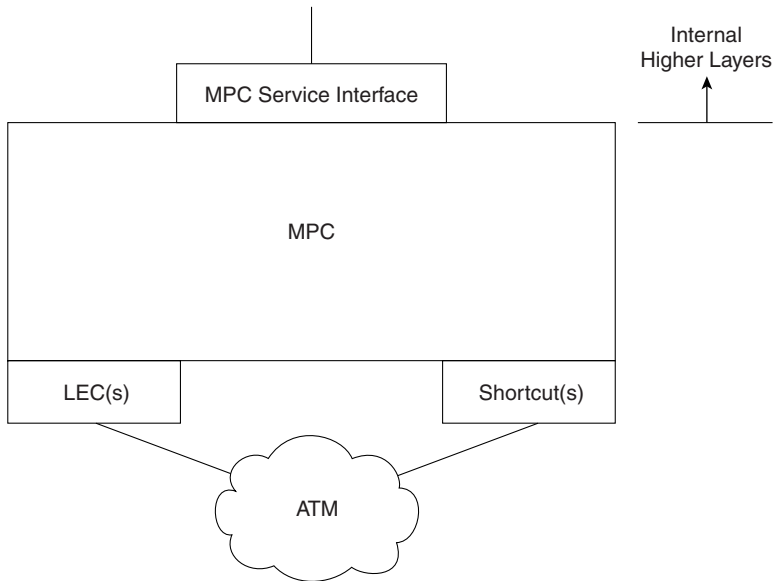 Internal
Higher Layers
MPC Service Interface
MPC
LEC(s)
Shortcut(s)
ATM